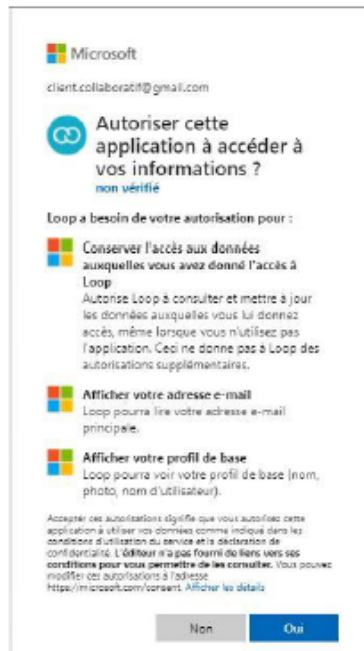 Microsoft
client.collaboratif@gmail.com
Autoriser cette
application à accéder à
vos informations ?
non vérifié
Loop a besoin de votre autorisation pour :
Conserver l'accès aux données
auxquelles vous avez donné l'accès à
Loop
Autorise Loop à consulter et mettre à jour
les données auxquelles vous lui donnez
accès, même lorsque vous n'utilisez pas
l'application. Ceci ne donne pas à Loop des
autorisations supplémentaires.
Afficher votre adresse e-mail
Loop pourra lire votre adresse e-mail
principale.
Afficher votre profil de base
Loop pourra voir votre profil de base (nom,
photo, nom d'utilisateur).
Accepter ces autorisations signifie que vous autorisez cette
application à utiliser vos données comme indiqué dans les
conditions d'utilisation du service et la déclaration de
confidentialité. L'éditeur n'a pas fourni de liens vers ses
conditions pour vous permettre de les consulter. Vous pouvez
modifier ces autorisations à l'adresse
https://microsoft.com/consent. Afficher les détails
Non
Oui